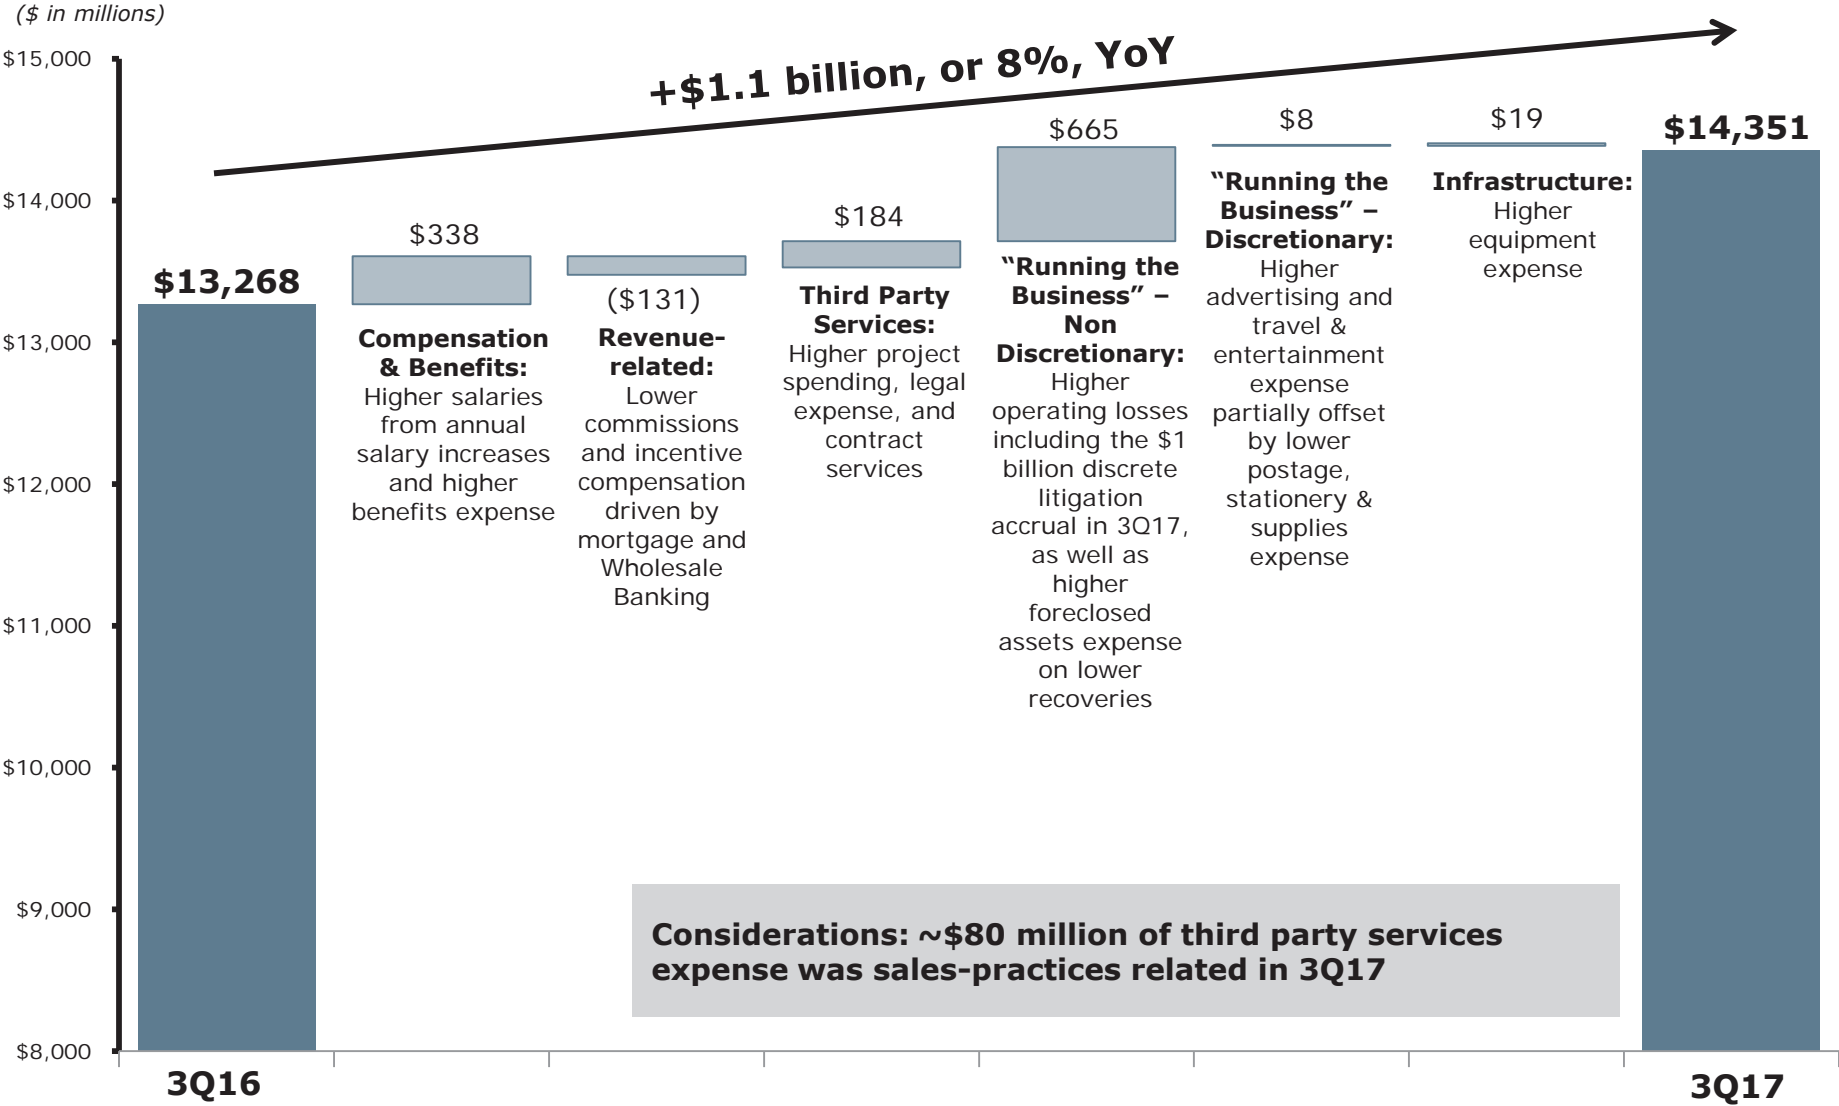 ($ in millions)
+$1.1 billion, or 8%, YoY
$15,000
$14,000
$13,000
$12,000
$11,000
$10,000
$9,000
$8,000
$13,268
3Q16
$338
Compensation
& Benefits:
Higher salaries
from annual
salary increases
and higher
benefits expense
($131)
Revenue-
related:
Lower
commissions
and incentive
compensation
driven by
mortgage and
Wholesale
Banking
$184
Third Party
Services:
Higher project
spending, legal
expense, and
contract
services
$665
“Running the
Business” –
Non
Discretionary:
Higher
operating losses
including the $1
billion discrete
litigation
accrual in 3Q17,
as well as
higher
foreclosed
assets expense
on lower
recoveries
$8
“Running the
Business” –
Discretionary:
Higher
advertising and
travel &
entertainment
expense
partially offset
by lower
postage,
stationery &
supplies
expense
$19
Infrastructure:
Higher
equipment
expense
$14,351
3Q17
Considerations: ~$80 million of third party services
expense was sales-practices related in 3Q17